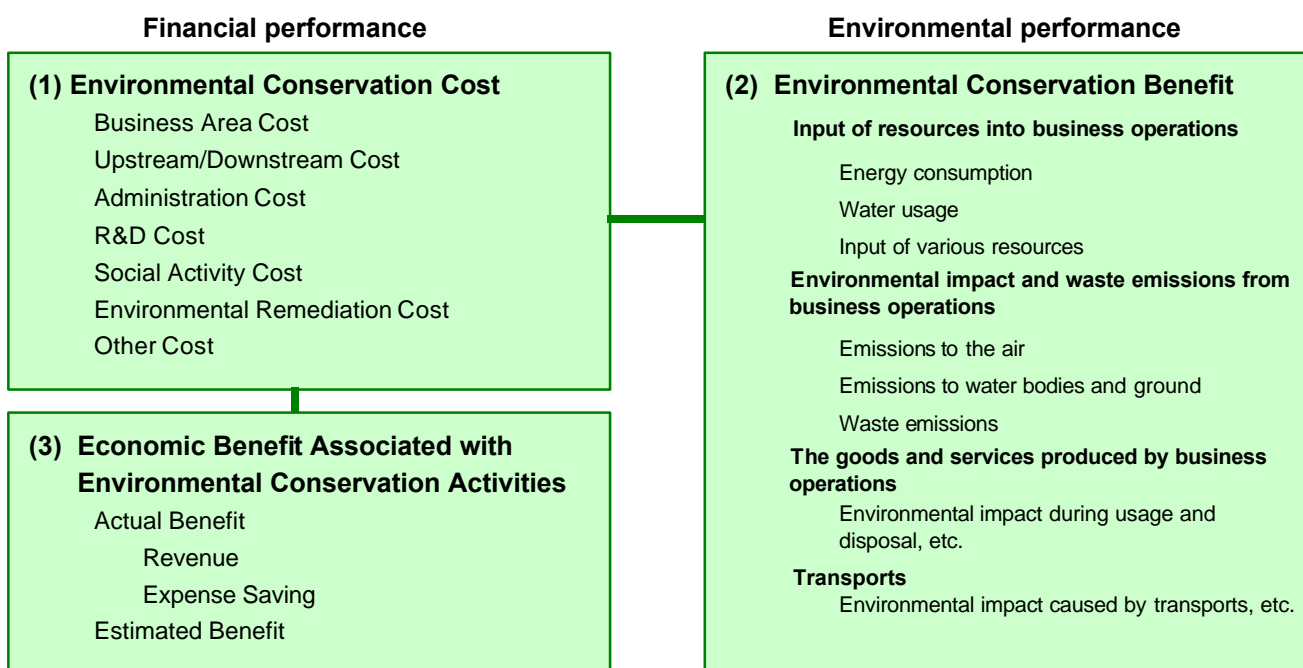 Financial performance
(1) Environmental Conservation Cost
Business Area Cost
Upstream/Downstream Cost
Administration Cost
R&D Cost
Social Activity Cost
Environmental Remediation Cost
Other Cost
(3) Economic Benefit Associated with
Environmental Conservation Activities
Actual Benefit
Revenue
Expense Saving
Estimated Benefit
Environmental performance
(2) Environmental Conservation Benefit
Input of resources into business operations
Energy consumption
Water usage
Input of various resources
Environmental impact and waste emissions from
business operations
Emissions to the air
Emissions to water bodies and ground
Waste emissions
The goods and services produced by business
operations
Environmental impact during usage and
disposal, etc.
Transports
Environmental impact caused by transports, etc.